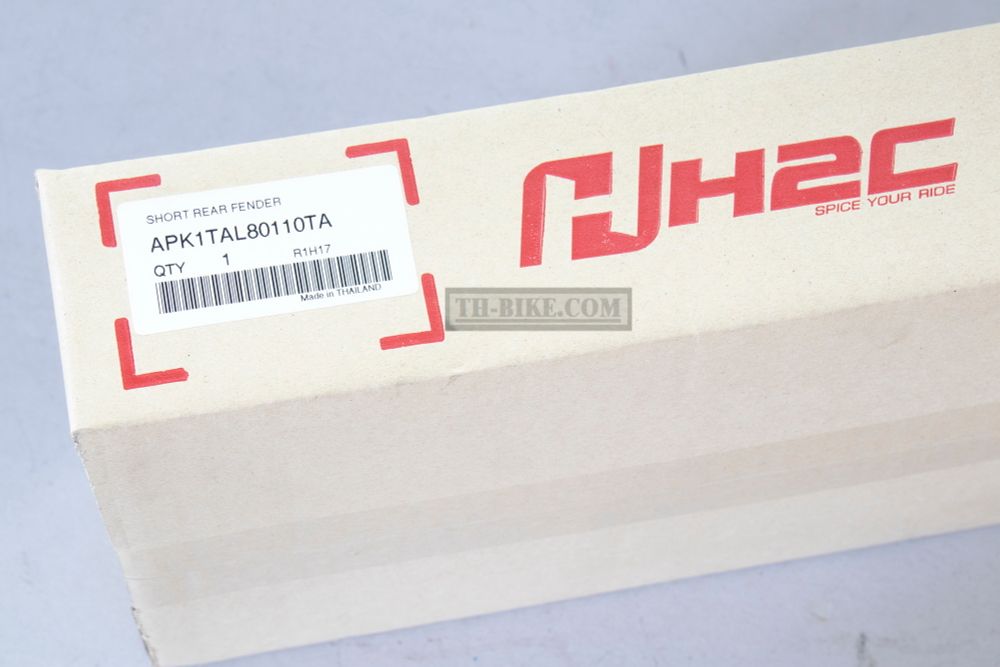 SHORT REAR FENDER
APK1TAL80110TA
QTY 1 R1H17
Made in THAILAND
H2C
SPICE YOUR RIDE
TH-BIKE.COM